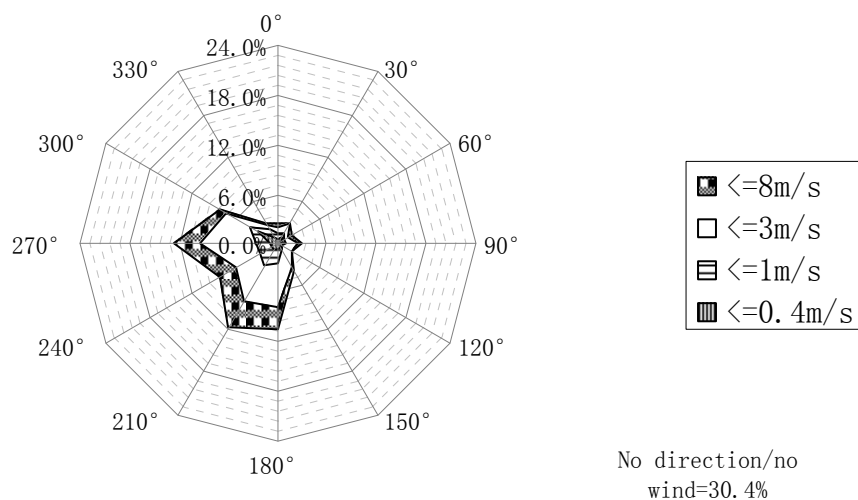 0°
24.0%
330°
30°
18.0%
300°
60°
12.0%
6.0%
270°
0.0%
90°
240°
120°
210°
150°
180°
<=8m/s
<=3m/s
<=1m/s
<=0.4m/s
No direction/no
wind=30.4%